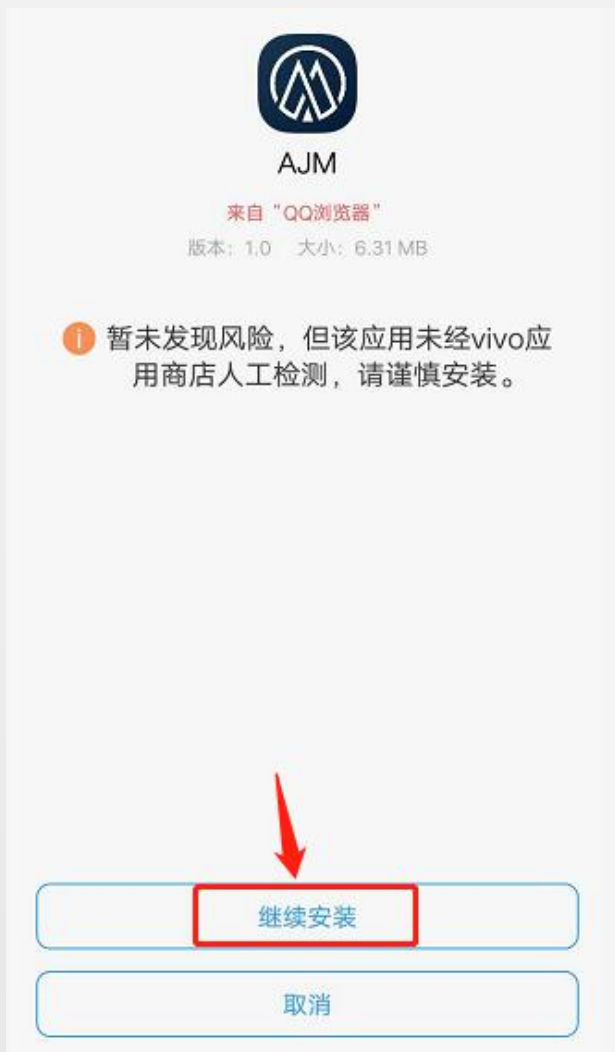 AJM
来自“QQ浏览器”
版本：1.0 大小：6.31 MB
暂未发现风险，但该应用未经vivo应
用商店人工检测，请谨慎安装。
继续安装
取消